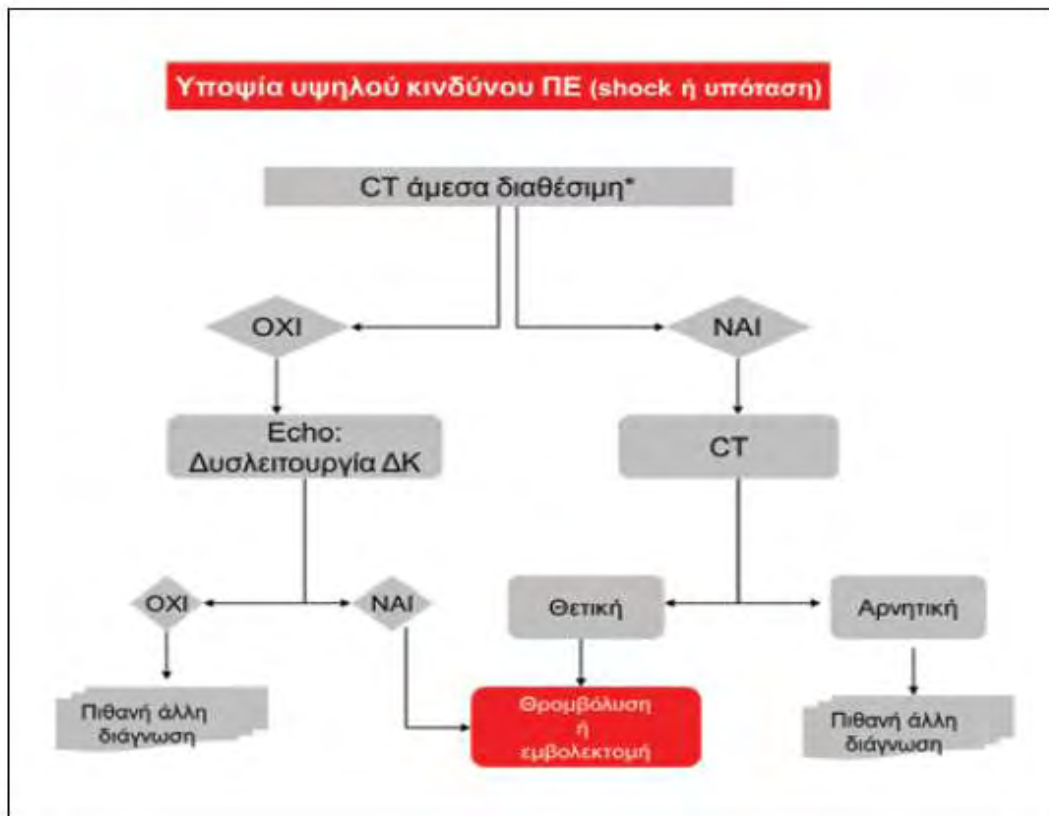 Υποψία υψηλού κινδύνου ΠΕ (shock ή υπόταση)
CT άμεσα διαθέσιμη*
ΟΧΙ
ΝΑΙ
Echo:
Δυσλειτουργία ΔΚ
CT
ΟΧΙ
ΝΑΙ
Θετική
Αρνητική
Πιθανή άλλη
διάγνωση
Θρομβόλυση
ή
εμβολεκτομή
Πιθανή άλλη
διάγνωση